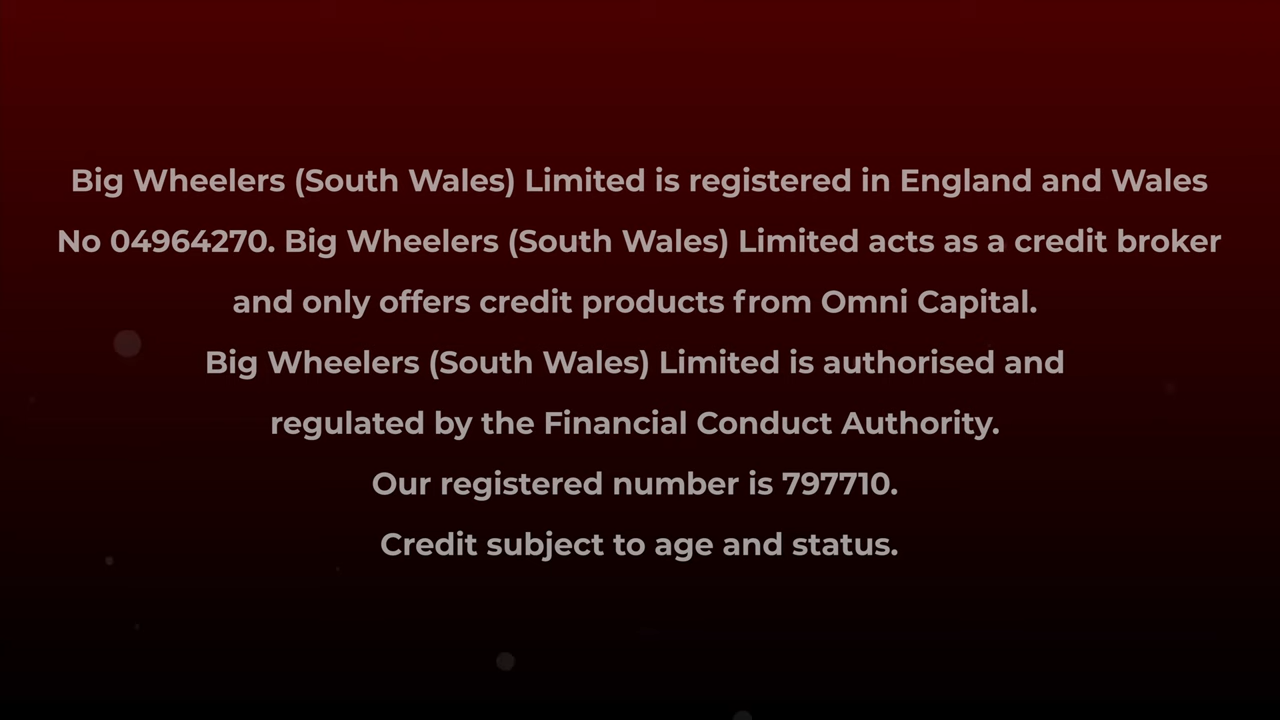 Big Wheelers (South Wales) Limited is registered in England and Wales
No 04964270. Big Wheelers (South Wales) Limited acts as a credit broker
and only offers credit products from Omni Capital.
Big Wheelers (South Wales) Limited is authorised and
regulated by the Financial Conduct Authority.
Our registered number is 797710.
Credit subject to age and status.